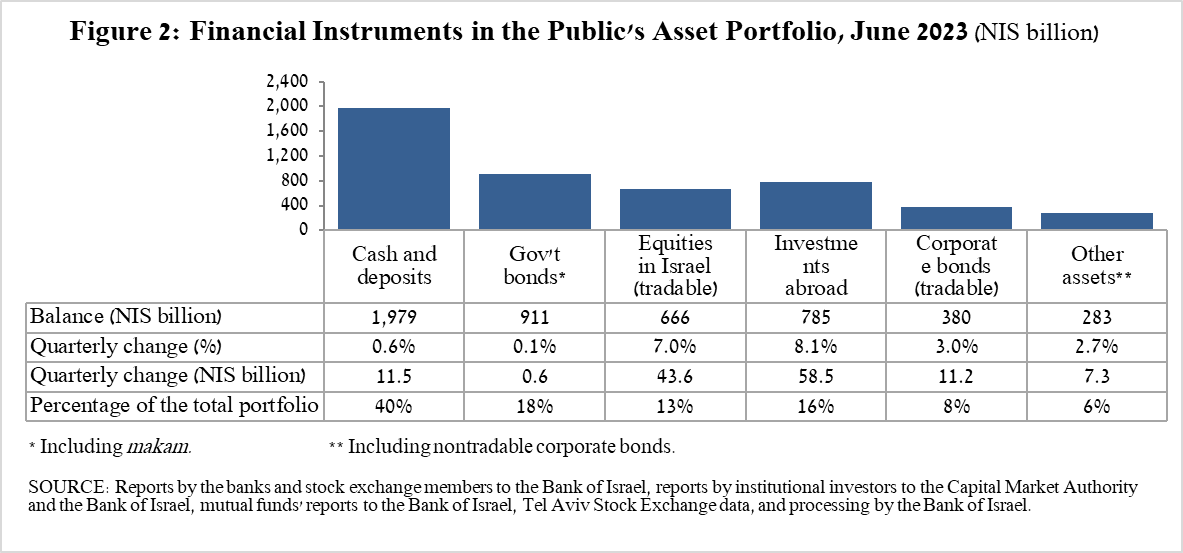 Figure 2: Financial Instruments in the Public's Asset Portfolio, June 2023 (NIS billion)
2,400
2,000
1,600
1,200
800
400
0
Cash and
deposits
Gov't
bonds*
Equities
in Israel
(tradable)
Investme
nts
abroad
Corporat
e bonds
(tradable)
Other
assets**
Balance (NIS billion) 1,979 911 666 785 380 283
Quarterly change (%) 0.6% 0.1% 7.0% 8.1% 3.0% 2.7%
Quarterly change (NIS billion) 11.5 0.6 43.6 58.5 11.2 7.3
Percentage of the total portfolio 40% 18% 13% 16% 8% 6%
* Including makam. ** Including nontradable corporate bonds.
SOURCE: Reports by the banks and stock exchange members to the Bank of Israel, reports by institutional investors to the Capital Market Authority
and the Bank of Israel, mutual funds' reports to the Bank of Israel, Tel Aviv Stock Exchange data, and processing by the Bank of Israel.